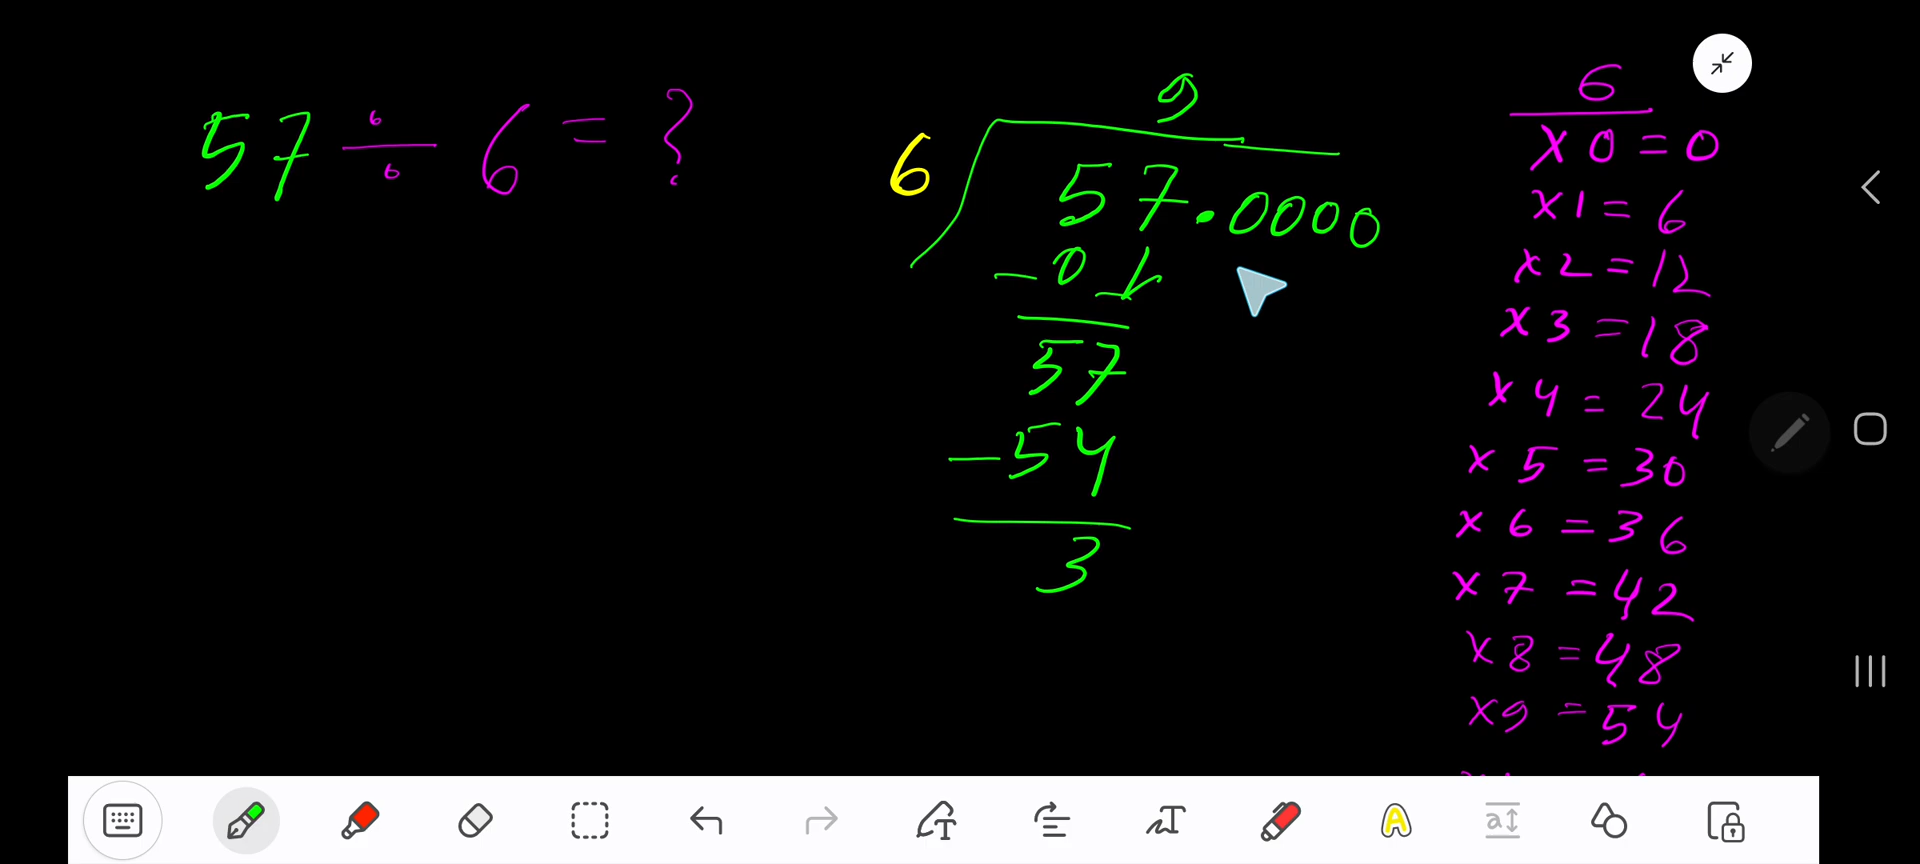 57 ÷ 6 = ?
9
6
57.0000
- 0
57
- 54
3
6
x0 = 0
x1 = 6
x2 = 12
x3 = 18
x4 = 24
x5 = 30
x6 = 36
x7 = 42
x8 = 48
x9 = 54
T
T
A
a